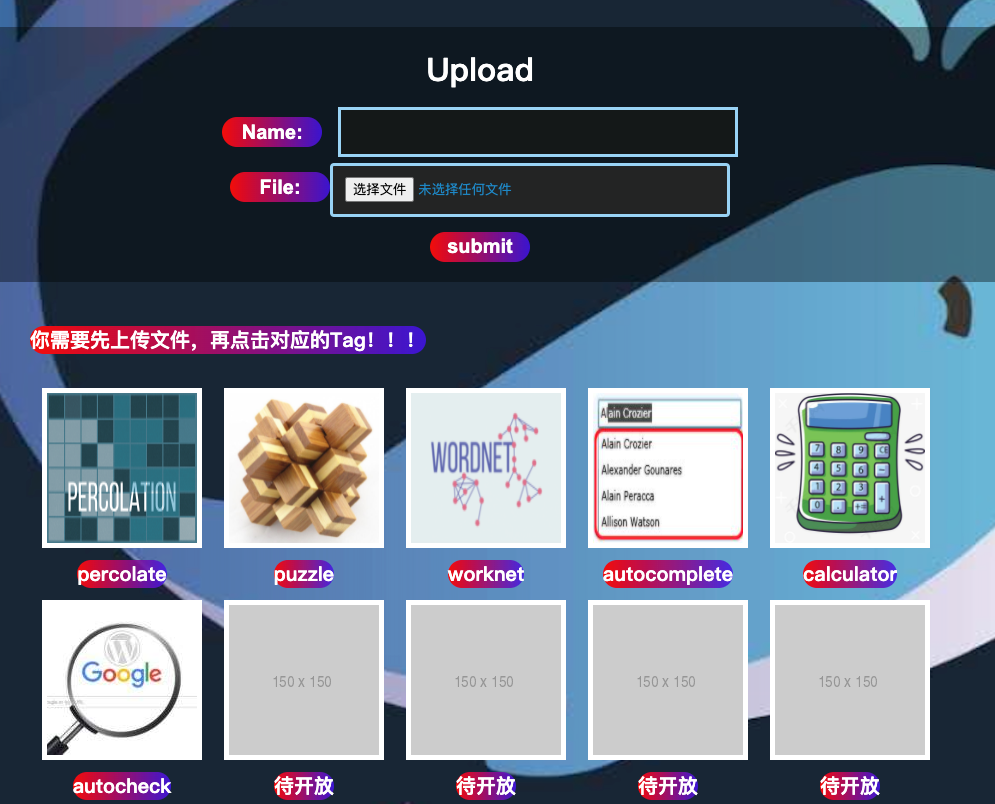 Upload
Name:
File:
选择文件 未选择任何文件
submit
你需要先上传文件，再点击对应的Tag！！！
PERCOLATION
WORDNET
Alain Crozier
Alain Crozier
Alexander Gounares
Alain Peracca
Allison Watson
7 8 9 CE
4 5 6 -
1 2 3 +
0 .
percolate
puzzle
worknet
autocomplete
calculator
Google
150 x 150
150 x 150
150 x 150
150 x 150
autocheck
待开放
待开放
待开放
待开放